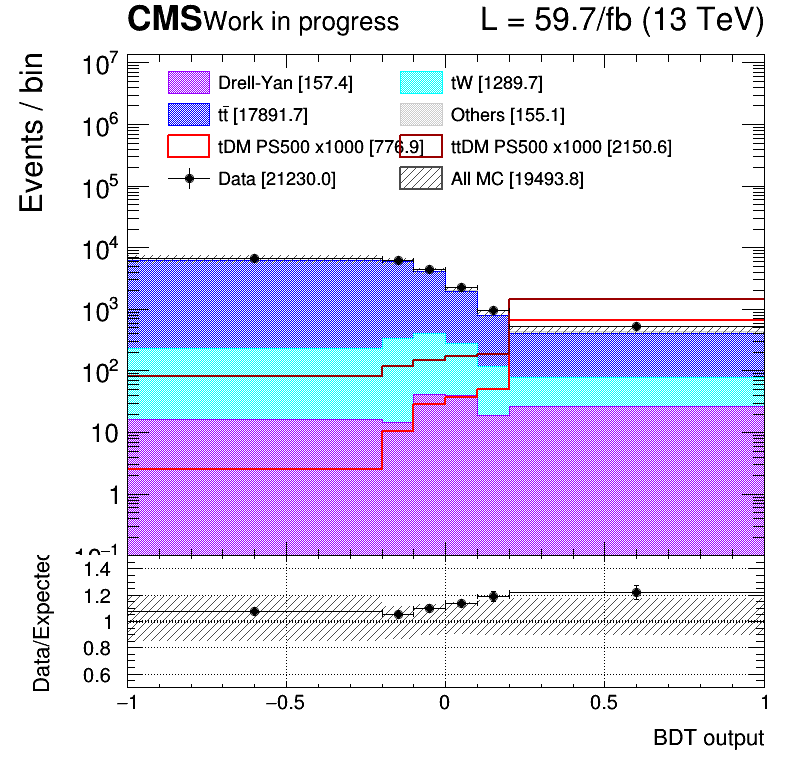 CMS Work in progress L = 59.7/fb (13 TeV)
Events / bin
10⁷
10⁶
10⁵
10⁴
10³
10²
10
1
10⁻¹
Drell-Yan [157.4] tW [1289.7]
tt̄ [17891.7] Others [155.1]
tDM PS500 x1000 [776.9] ttDM PS500 x1000 [2150.6]
Data [21230.0] All MC [19493.8]
Data/Expected
1.4
1.2
1
0.8
0.6
−1 −0.5 0 0.5 1
BDT output